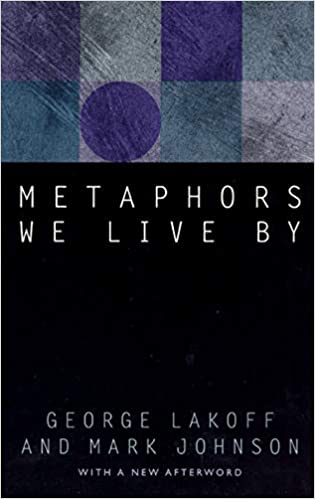 METAPHORS
WE LIVE BY
GEORGE LAKOFF
AND MARK JOHNSON
WITH A NEW AFTERWORD